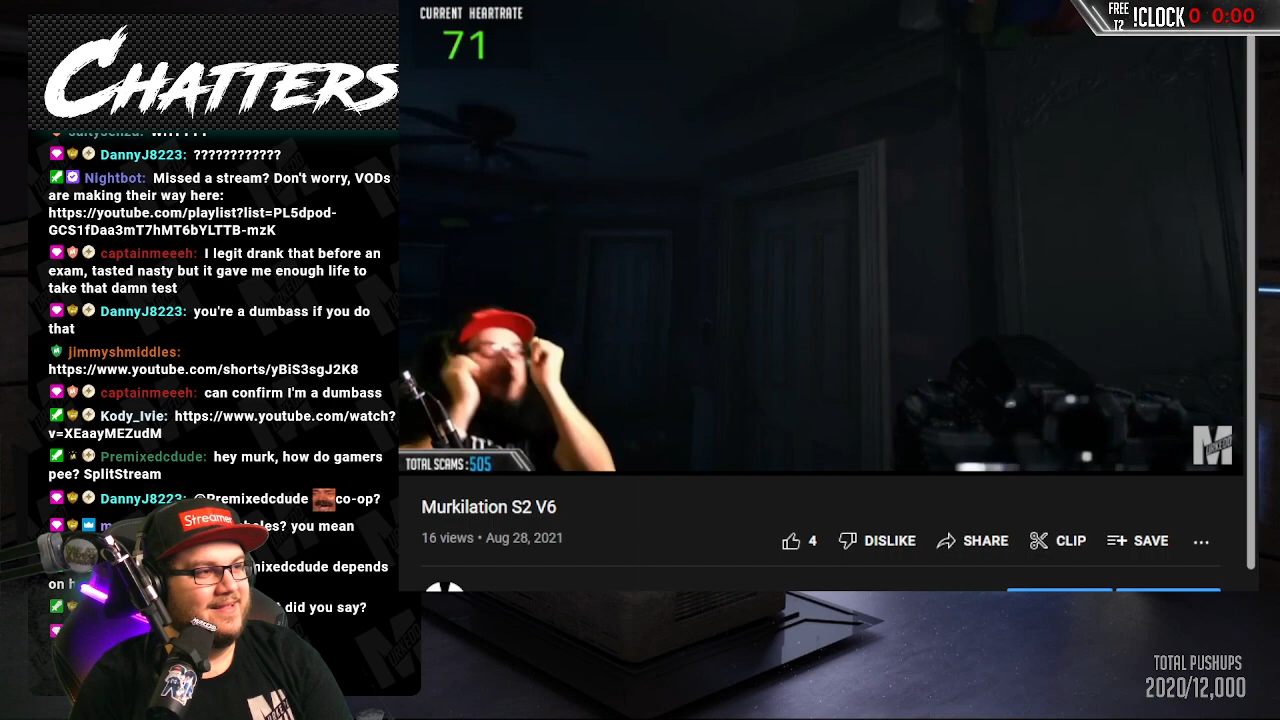 CHATTERS
DannyJ8223: ????????????
Nightbot: Missed a stream? Don't worry, VODs
are making their way here:
https://youtube.com/playlist?list=PL5dpod-
GCS1fDaa3mT7hMT6bYLTTB-mzK
captainmeeeh: I legit drank that before an
exam, tasted nasty but it gave me enough life to
take that damn test
DannyJ8223: you're a dumbass if you do
that
jimmyshmiddles:
https://www.youtube.com/shorts/yBiS3sgJ2K8
captainmeeeh: can confirm I'm a dumbass
Kody_Ivie: https://www.youtube.com/watch?
v=XEaayMEZudM
Premixedcdude: hey murk, how do gamers
pee? SplitStream
DannyJ8223: @Premixedcdude co-op?
you mean
depends
on
did you say?
Streamer
CURRENT HEARTRATE
71
FREE
T2
!CLOCK 0 0:00
TOTAL SCAMS: 505
MURKEDD
Murkilation S2 V6
16 views • Aug 28, 2021
4 DISLIKE SHARE CLIP SAVE ...
TOTAL PUSHUPS
2020/12,000